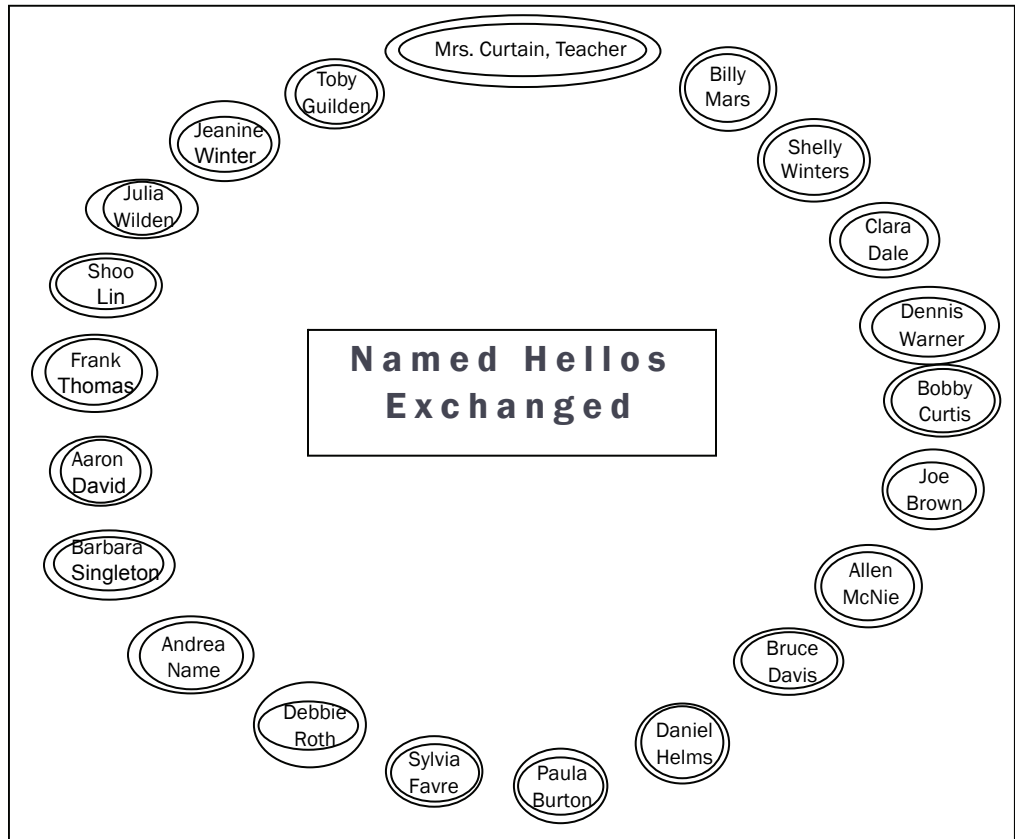 Mrs. Curtain, Teacher
Billy
Mars
Shelly
Winters
Clara
Dale
Dennis
Warner
Bobby
Curtis
Joe
Brown
Allen
McNie
Bruce
Davis
Daniel
Helms
Paula
Burton
Sylvia
Favre
Debbie
Roth
Andrea
Name
Barbara
Singleton
Aaron
David
Frank
Thomas
Shoo
Lin
Julia
Wilden
Jeanine
Winter
Toby
Guilden
Named Hellos
Exchanged